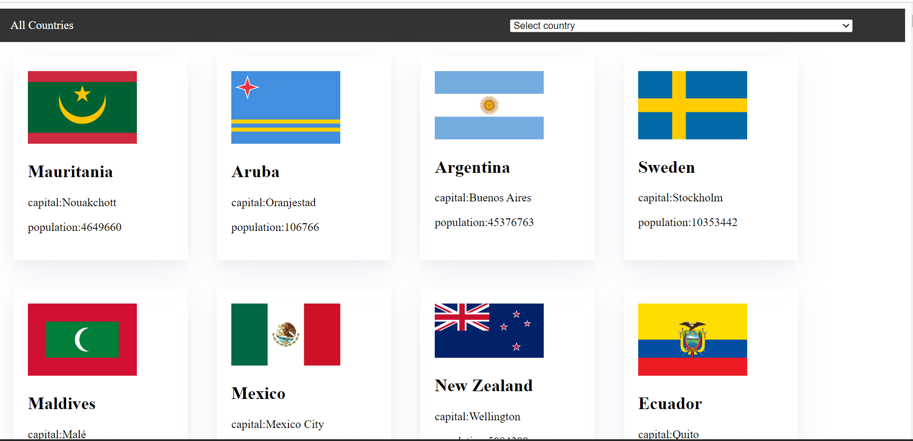 All Countries
Select country
Mauritania
capital:Nouakchott
population:4649660
Aruba
capital:Oranjestad
population:106766
Argentina
capital:Buenos Aires
population:45376763
Sweden
capital:Stockholm
population:10353442
Maldives
capital:Malé
Mexico
capital:Mexico City
New Zealand
capital:Wellington
Ecuador
capital:Quito